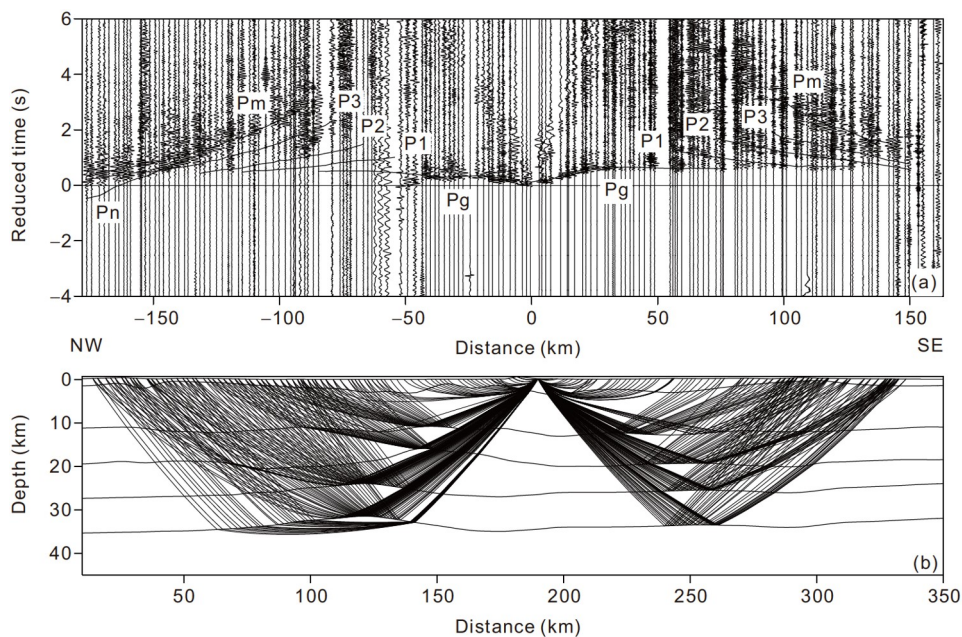 6
4
2
0
−2
−4
Reduced time (s)
Pm
P3
P2
P1
Pn
Pg
Pg
P1
P2
P3
Pm
(a)
−150 −100 −50 0 50 100 150
NW Distance (km) SE
0
10
20
30
40
Depth (km)
(b)
50 100 150 200 250 300 350
Distance (km)